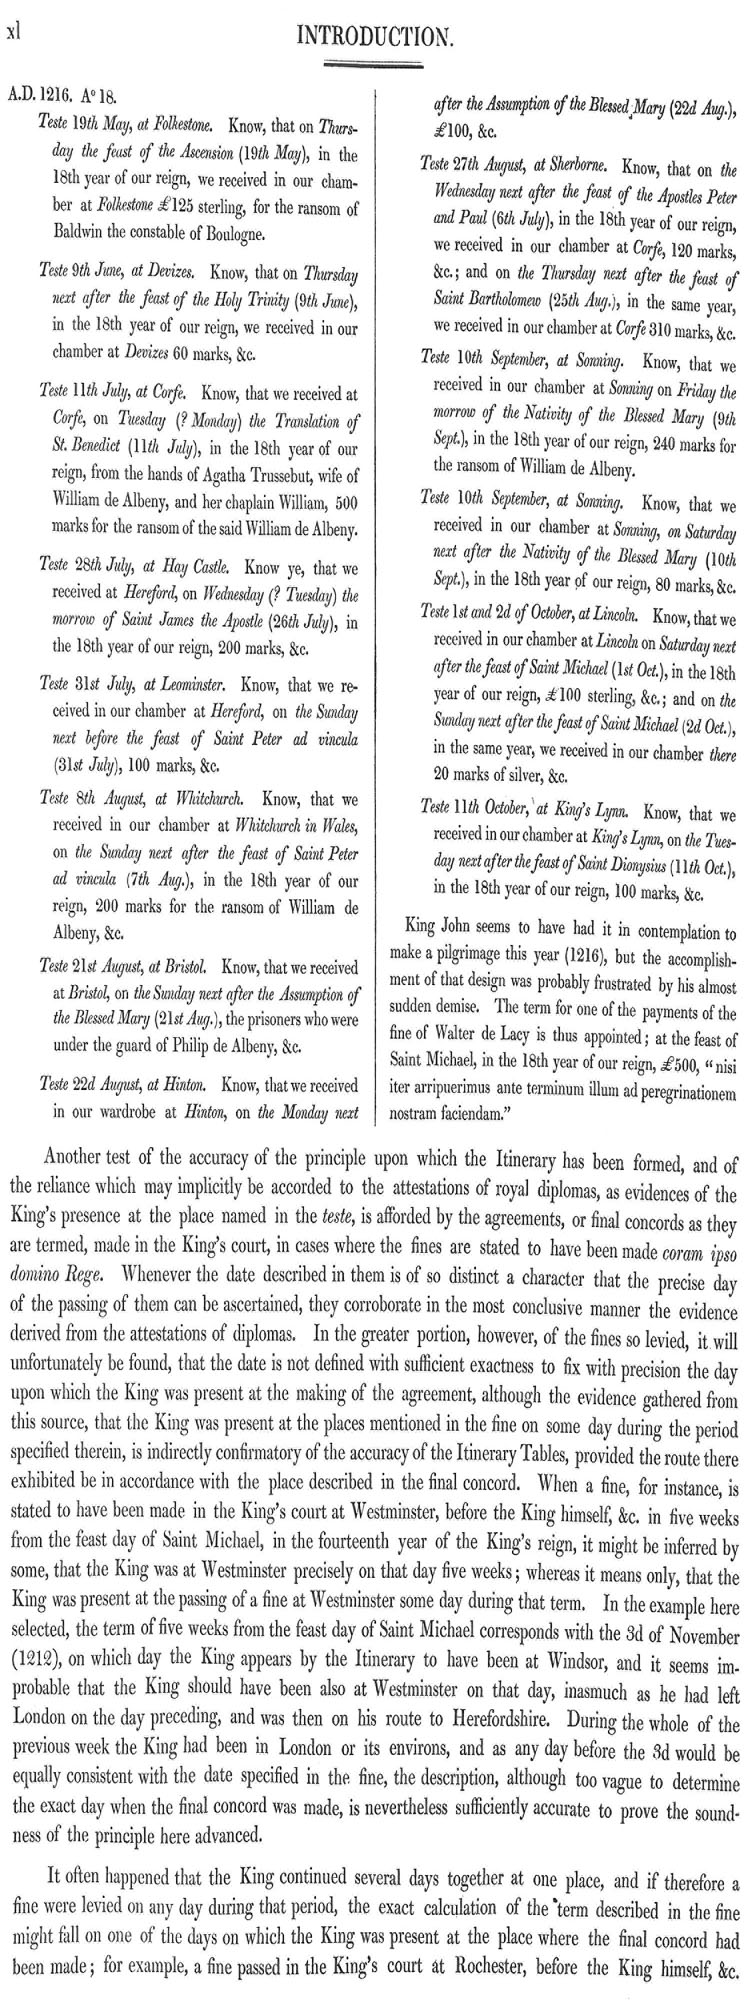 xl
INTRODUCTION.
A.D. 1216. Aº 18.
Teste 19th May, at Folkestone. Know, that on Thurs-
day the feast of the Ascension (19th May), in the
18th year of our reign, we received in our cham-
ber at Folkestone £125 sterling, for the ransom of
Baldwin the constable of Boulogne.
Teste 9th June, at Devizes. Know, that on Thursday
next after the feast of the Holy Trinity (9th June),
in the 18th year of our reign, we received in our
chamber at Devizes 60 marks, &c.
Teste 11th July, at Corfe. Know, that we received at
Corfe, on Tuesday (? Monday) the Translation of
St. Benedict (11th July), in the 18th year of our
reign, from the hands of Agatha Trussebut, wife of
William de Albeny, and her chaplain William, 500
marks for the ransom of the said William de Albeny.
Teste 28th July, at Hay Castle. Know ye, that we
received at Hereford, on Wednesday (? Tuesday) the
morrow of Saint James the Apostle (26th July), in
the 18th year of our reign, 200 marks, &c.
Teste 31st July, at Leominster. Know, that we re-
ceived in our chamber at Hereford, on the Sunday
next before the feast of Saint Peter ad vincula
(31st July), 100 marks, &c.
Teste 8th August, at Whitchurch. Know, that we
received in our chamber at Whitchurch in Wales,
on the Sunday next after the feast of Saint Peter
ad vincula (7th Aug.), in the 18th year of our
reign, 200 marks for the ransom of William de
Albeny, &c.
Teste 21st August, at Bristol. Know, that we received
at Bristol, on the Sunday next after the Assumption of
the Blessed Mary (21st Aug.), the prisoners who were
under the guard of Philip de Albeny, &c.
Teste 22d August, at Hinton. Know, that we received
in our wardrobe at Hinton, on the Monday next
after the Assumption of the Blessed Mary (22d Aug.),
£100, &c.
Teste 27th August, at Sherborne. Know, that on the
Wednesday next after the feast of the Apostles Peter
and Paul (6th July), in the 18th year of our reign,
we received in our chamber at Corfe, 120 marks,
&c.; and on the Thursday next after the feast of
Saint Bartholomew (25th Aug.), in the same year,
we received in our chamber at Corfe 310 marks, &c.
Teste 10th September, at Sonning. Know, that we
received in our chamber at Sonning on Friday the
morrow of the Nativity of the Blessed Mary (9th
Sept.), in the 18th year of our reign, 240 marks for
the ransom of William de Albeny.
Teste 10th September, at Sonning. Know, that we
received in our chamber at Sonning, on Saturday
next after the Nativity of the Blessed Mary (10th
Sept.), in the 18th year of our reign, 80 marks, &c.
Teste 1st and 2d of October, at Lincoln. Know, that we
received in our chamber at Lincoln on Saturday next
after the feast of Saint Michael (1st Oct.), in the 18th
year of our reign, £100 sterling, &c.; and on the
Sunday next after the feast of Saint Michael (2d Oct.),
in the same year, we received in our chamber there
20 marks of silver, &c.
Teste 11th October, at King's Lynn. Know, that we
received in our chamber at King's Lynn, on the Tues-
day next after the feast of Saint Dionysius (11th Oct.),
in the 18th year of our reign, 100 marks, &c.
King John seems to have had it in contemplation to
make a pilgrimage this year (1216), but the accomplish-
ment of that design was probably frustrated by his almost
sudden demise. The term for one of the payments of the
fine of Walter de Lacy is thus appointed; at the feast of
Saint Michael, in the 18th year of our reign, £500, "nisi
iter arripuerimus ante terminum illum ad peregrinationem
nostram faciendam."
Another test of the accuracy of the principle upon which the Itinerary has been formed, and of
the reliance which may implicitly be accorded to the attestations of royal diplomas, as evidences of the
King's presence at the place named in the teste, is afforded by the agreements, or final concords as they
are termed, made in the King's court, in cases where the fines are stated to have been made coram ipso
domino Rege. Whenever the date described in them is of so distinct a character that the precise day
of the passing of them can be ascertained, they corroborate in the most conclusive manner the evidence
derived from the attestations of diplomas. In the greater portion, however, of the fines so levied, it will
unfortunately be found, that the date is not defined with sufficient exactness to fix with precision the day
upon which the King was present at the making of the agreement, although the evidence gathered from
this source, that the King was present at the places mentioned in the fine on some day during the period
specified therein, is indirectly confirmatory of the accuracy of the Itinerary Tables, provided the route there
exhibited be in accordance with the place described in the final concord. When a fine, for instance, is
stated to have been made in the King's court at Westminster, before the King himself, &c. in five weeks
from the feast day of Saint Michael, in the fourteenth year of the King's reign, it might be inferred by
some, that the King was at Westminster precisely on that day five weeks; whereas it means only, that the
King was present at the passing of a fine at Westminster some day during that term. In the example here
selected, the term of five weeks from the feast day of Saint Michael corresponds with the 3d of November
(1212), on which day the King appears by the Itinerary to have been at Windsor, and it seems im-
probable that the King should have been also at Westminster on that day, inasmuch as he had left
London on the day preceding, and was then on his route to Herefordshire. During the whole of the
previous week the King had been in London or its environs, and as any day before the 3d would be
equally consistent with the date specified in the fine, the description, although too vague to determine
the exact day when the final concord was made, is nevertheless sufficiently accurate to prove the sound-
ness of the principle here advanced.
It often happened that the King continued several days together at one place, and if therefore a
fine were levied on any day during that period, the exact calculation of the term described in the fine
might fall on one of the days on which the King was present at the place where the final concord had
been made; for example, a fine passed in the King's court at Rochester, before the King himself, &c.